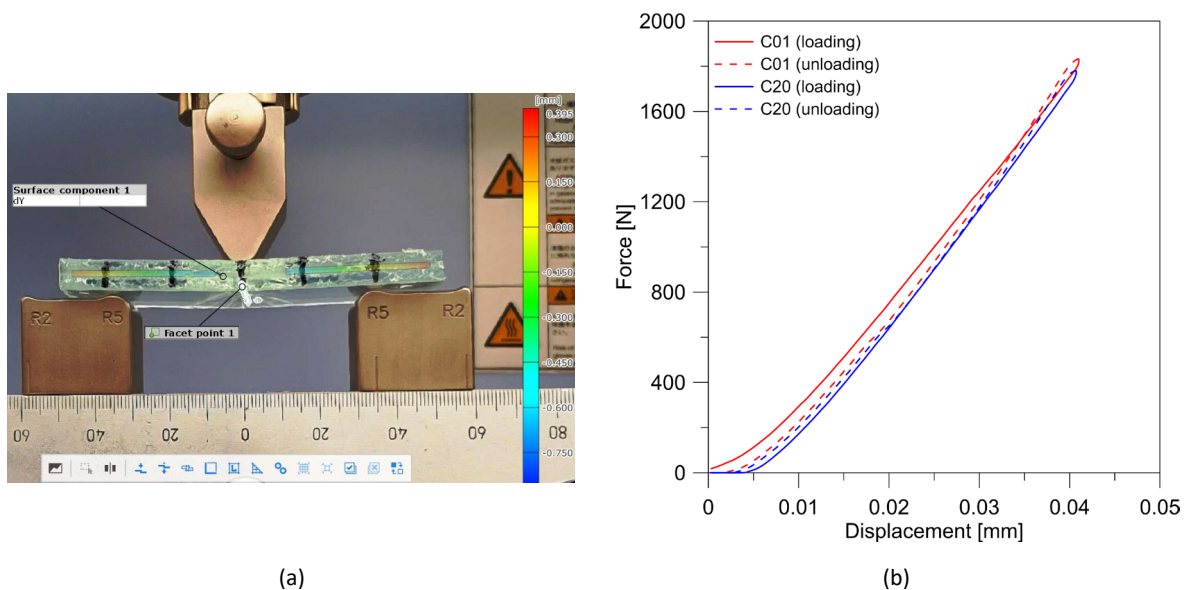 [mm]
0.395
0.300
0.150
0.000
-0.150
-0.300
-0.450
-0.600
-0.750
Surface component 1
dY
Facet point 1
R2 R5 R5 R2
60 40 20 0 20 40 60 80
(a)
2000
1600
1200
800
400
0
Force [N]
C01 (loading)
C01 (unloading)
C20 (loading)
C20 (unloading)
0 0.01 0.02 0.03 0.04 0.05
Displacement [mm]
(b)